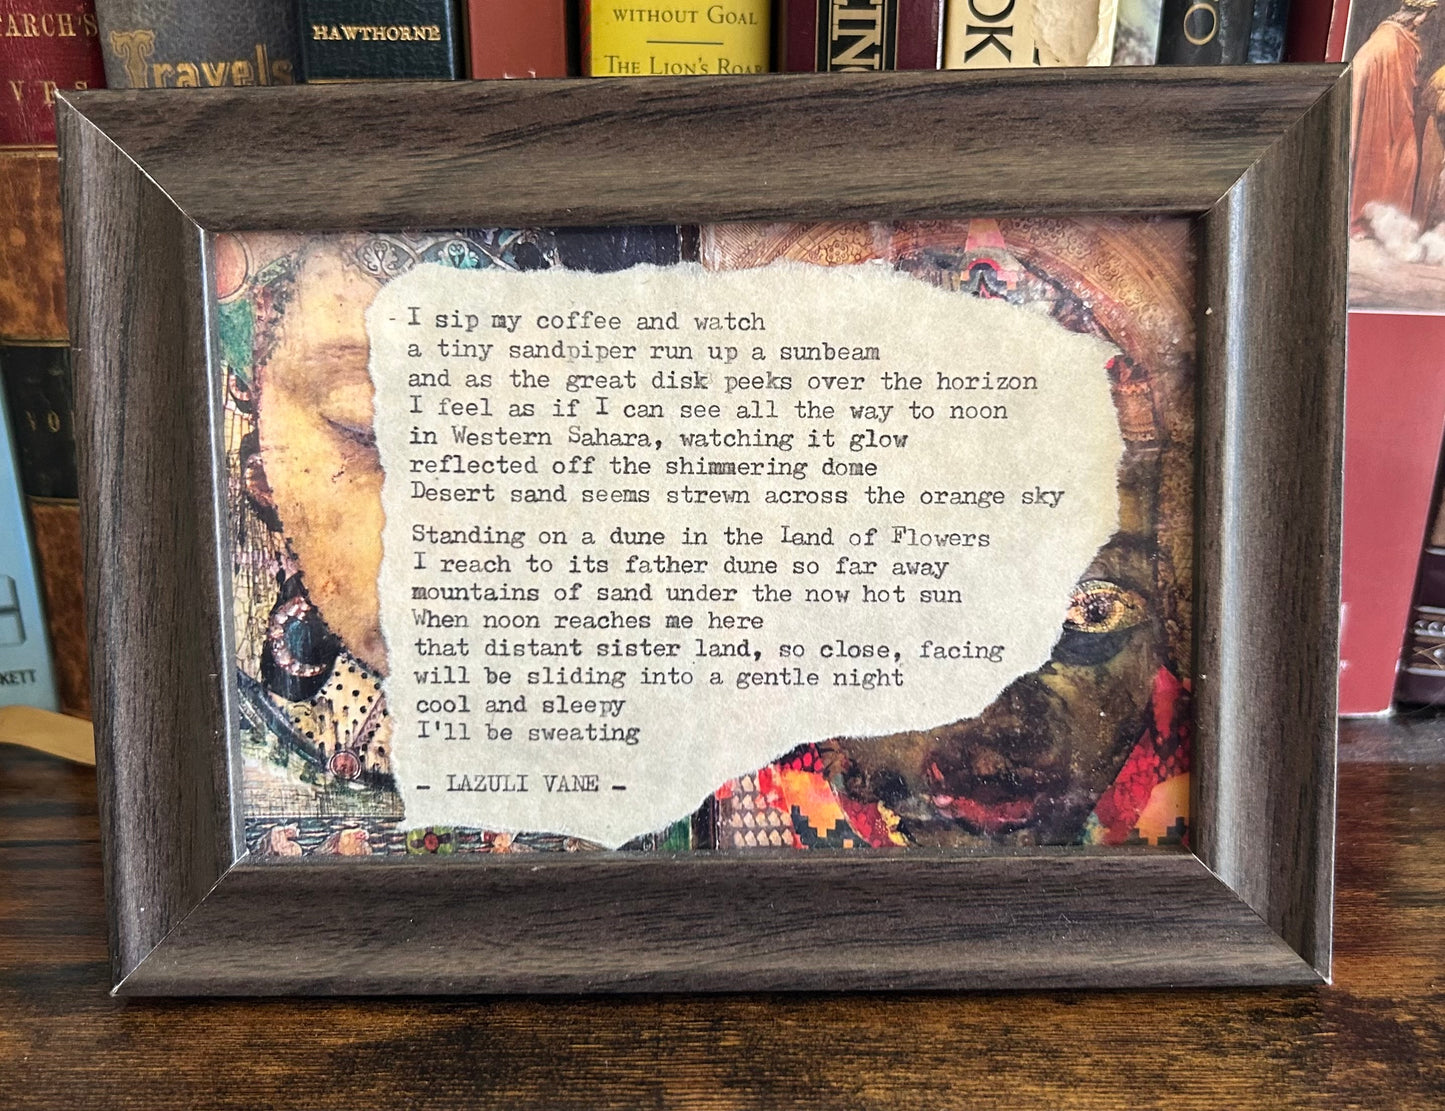 TARCH'S
Travels
HAWTHORNE
WITHOUT GOAL
THE LION'S ROAR
OK
VOL
KETT
- I sip my coffee and watch
a tiny sandpiper run up a sunbeam
and as the great disk peeks over the horizon
I feel as if I can see all the way to noon
in Western Sahara, watching it glow
reflected off the shimmering dome
Desert sand seems strewn across the orange sky
Standing on a dune in the Land of Flowers
I reach to its father dune so far away
mountains of sand under the now hot sun
When noon reaches me here
that distant sister land, so close, facing
will be sliding into a gentle night
cool and sleepy
I'll be sweating
- LAZULI VANE -